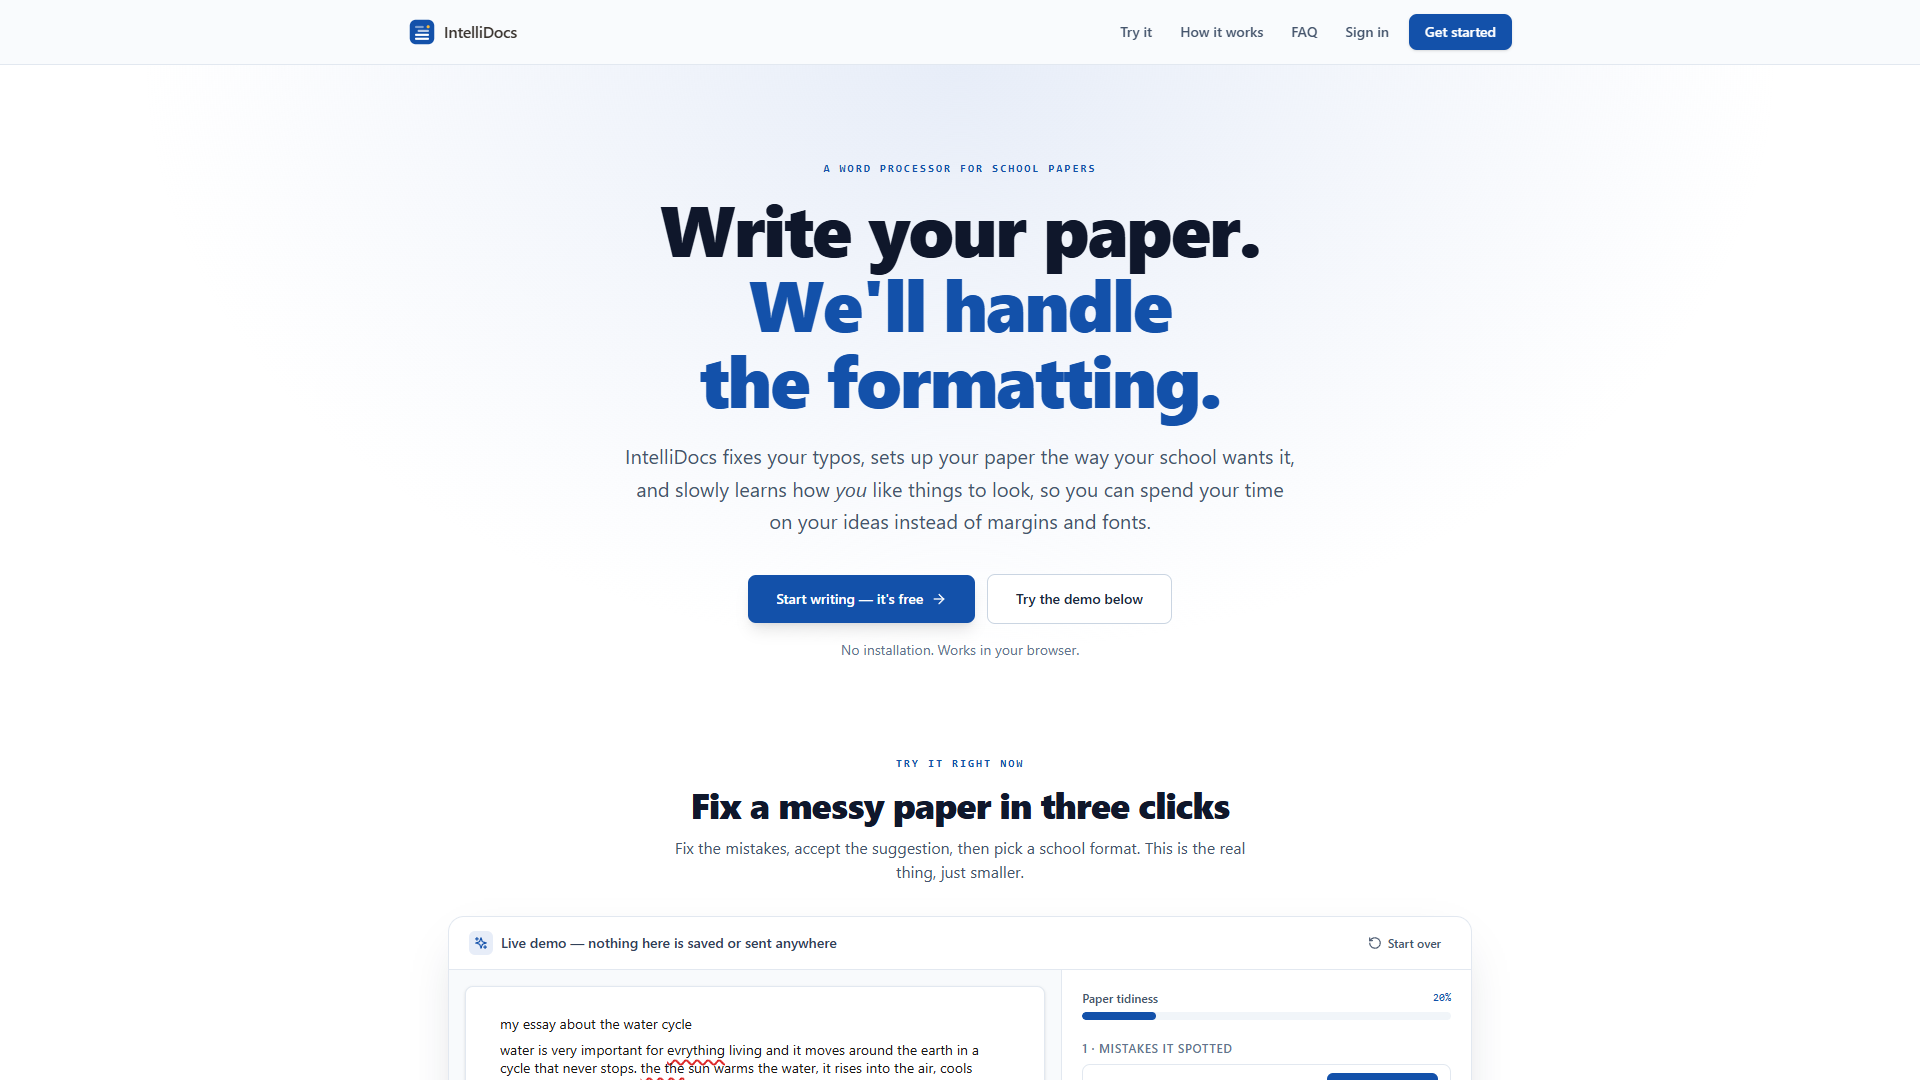 IntelliDocs
Try it
How it works
FAQ
Sign in
Get started
A WORD PROCESSOR FOR SCHOOL PAPERS
Write your paper.
We'll handle
the formatting.
IntelliDocs fixes your typos, sets up your paper the way your school wants it,
and slowly learns how you like things to look, so you can spend your time
on your ideas instead of margins and fonts.
Start writing — it's free →
Try the demo below
No installation. Works in your browser.
TRY IT RIGHT NOW
Fix a messy paper in three clicks
Fix the mistakes, accept the suggestion, then pick a school format. This is the real
thing, just smaller.
Live demo — nothing here is saved or sent anywhere
Start over
my essay about the water cycle
water is very important for evrything living and it moves around the earth in a
cycle that never stops. the the sun warms the water, it rises into the air, cools
Paper tidiness
20%
1 · MISTAKES IT SPOTTED